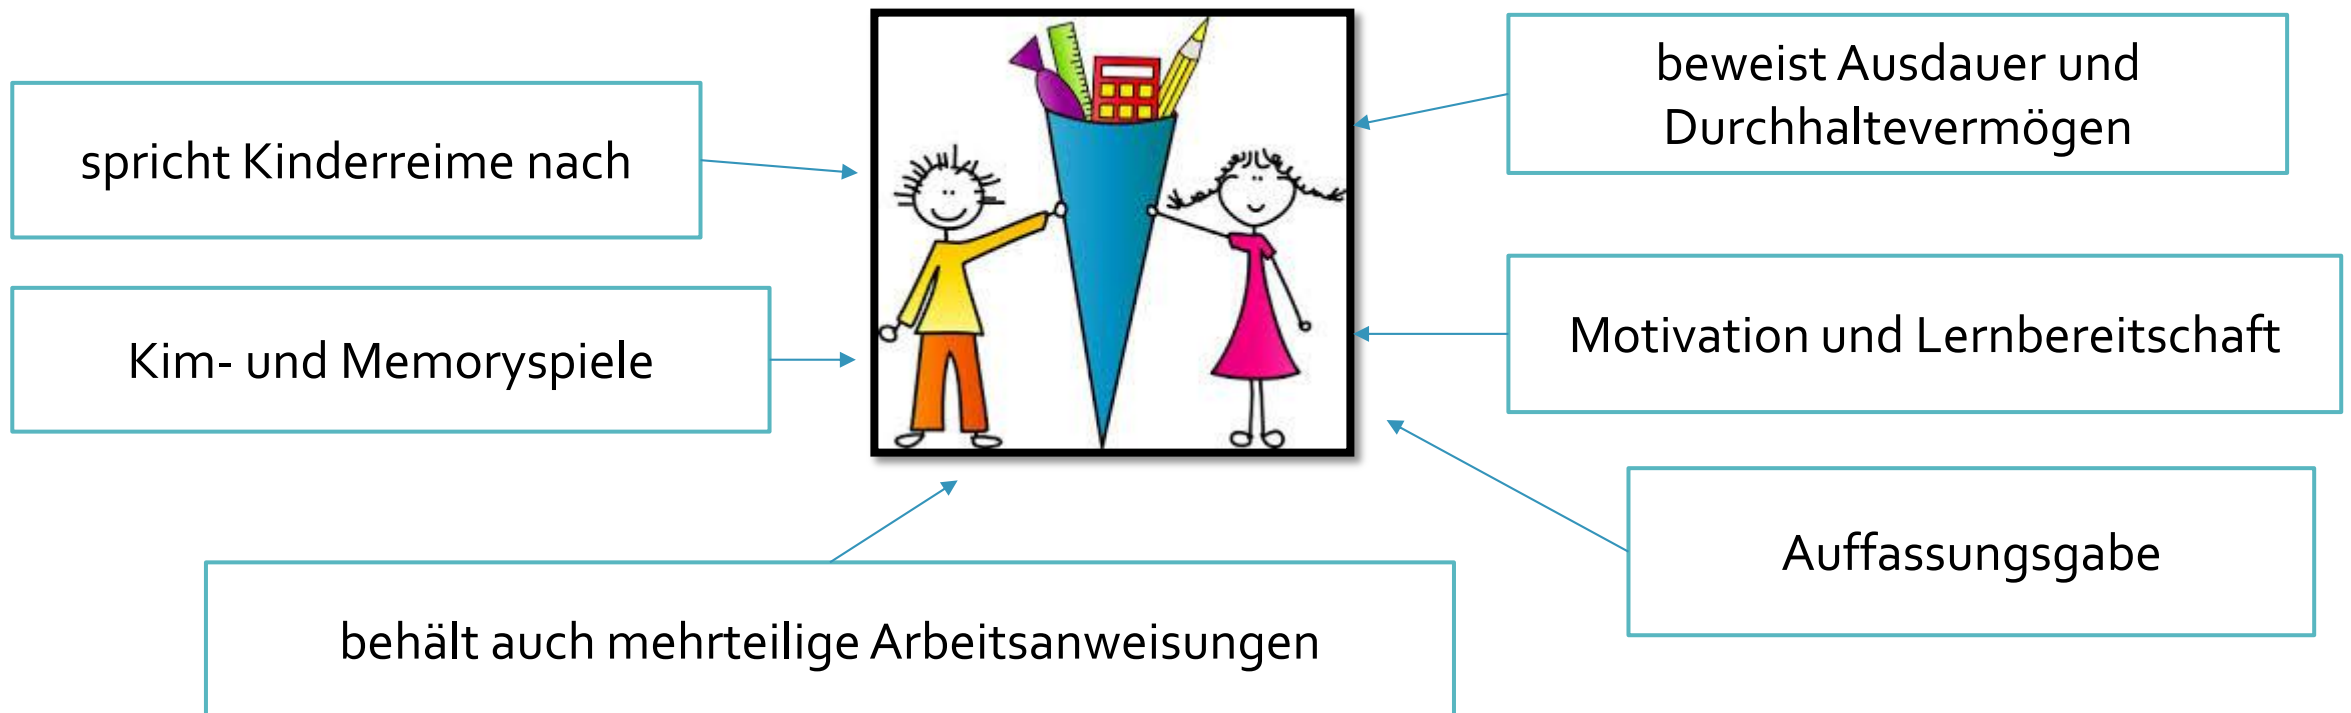 spricht Kinderreime nach
Kim- und Memoryspiele
behält auch mehrteilige Arbeitsanweisungen
beweist Ausdauer und
Durchhaltevermögen
Motivation und Lernbereitschaft
Auffassungsgabe